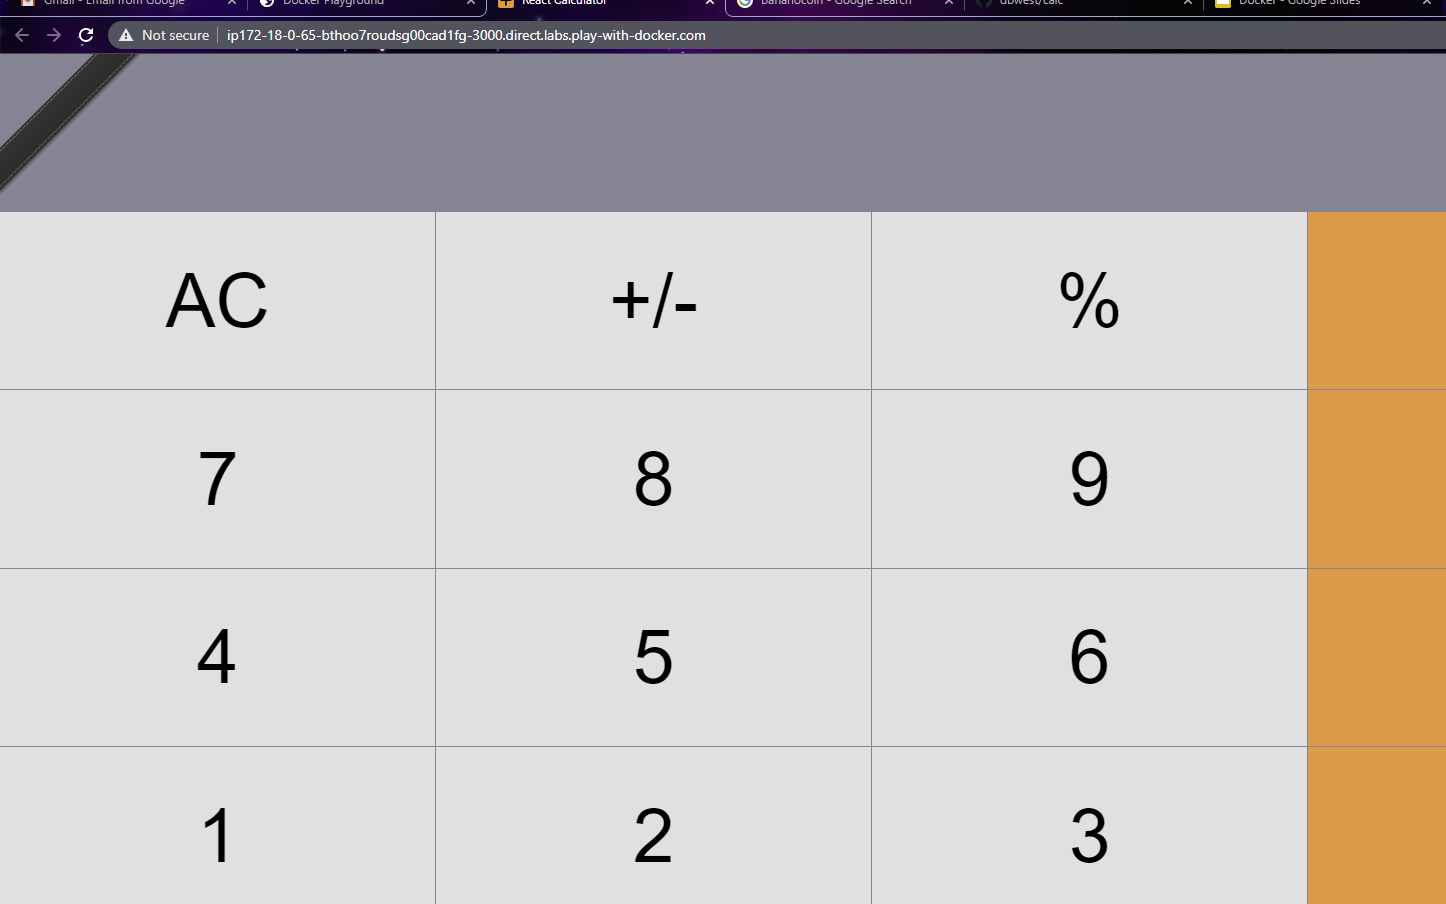 Gmail - Email from Google Docker Playground React Calculator bananocoin - Google Search dbwest/calc Docker - Google Slides
Not secure ip172-18-0-65-bthoo7roudsg00cad1fg-3000.direct.labs.play-with-docker.com
AC +/- %
7 8 9
4 5 6
1 2 3